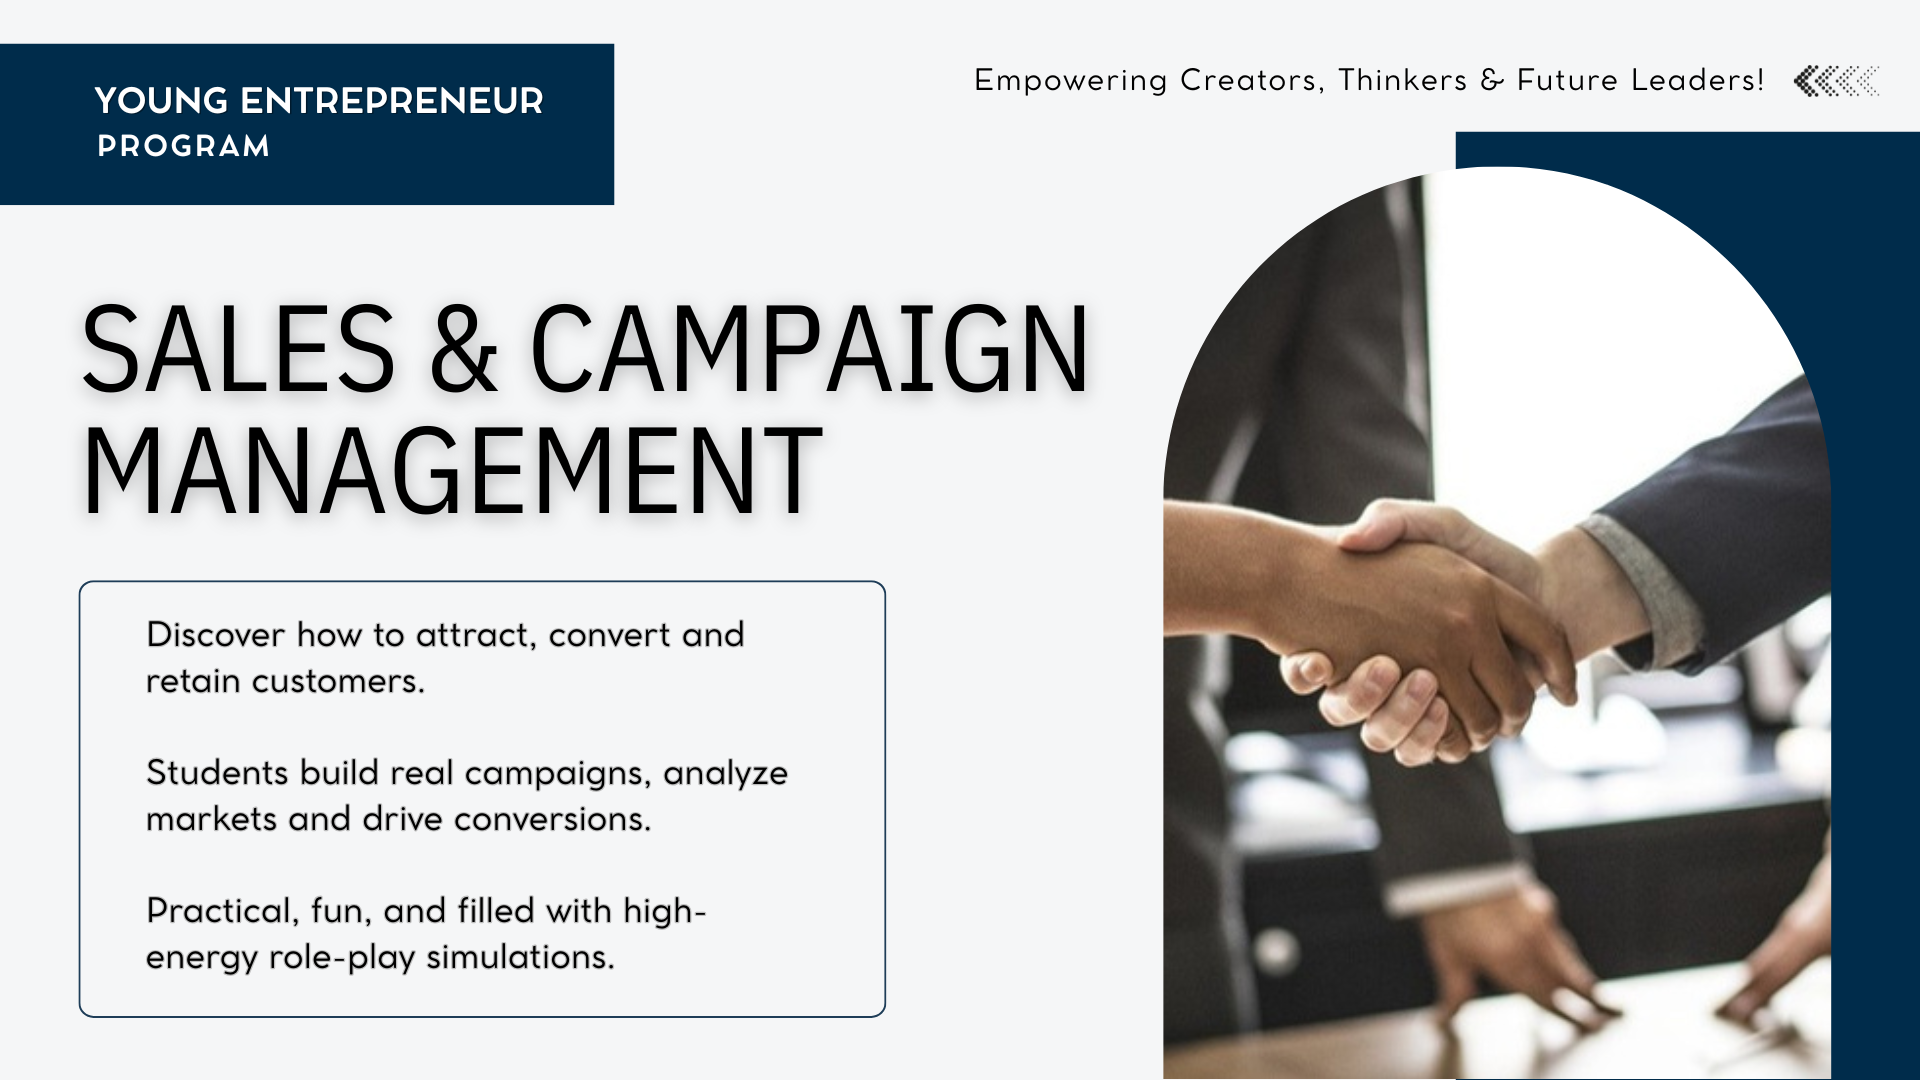 YOUNG ENTREPRENEUR
PROGRAM
Empowering Creators, Thinkers & Future Leaders!
SALES & CAMPAIGN
MANAGEMENT
Discover how to attract, convert and
retain customers.
Students build real campaigns, analyze
markets and drive conversions.
Practical, fun, and filled with high-
energy role-play simulations.